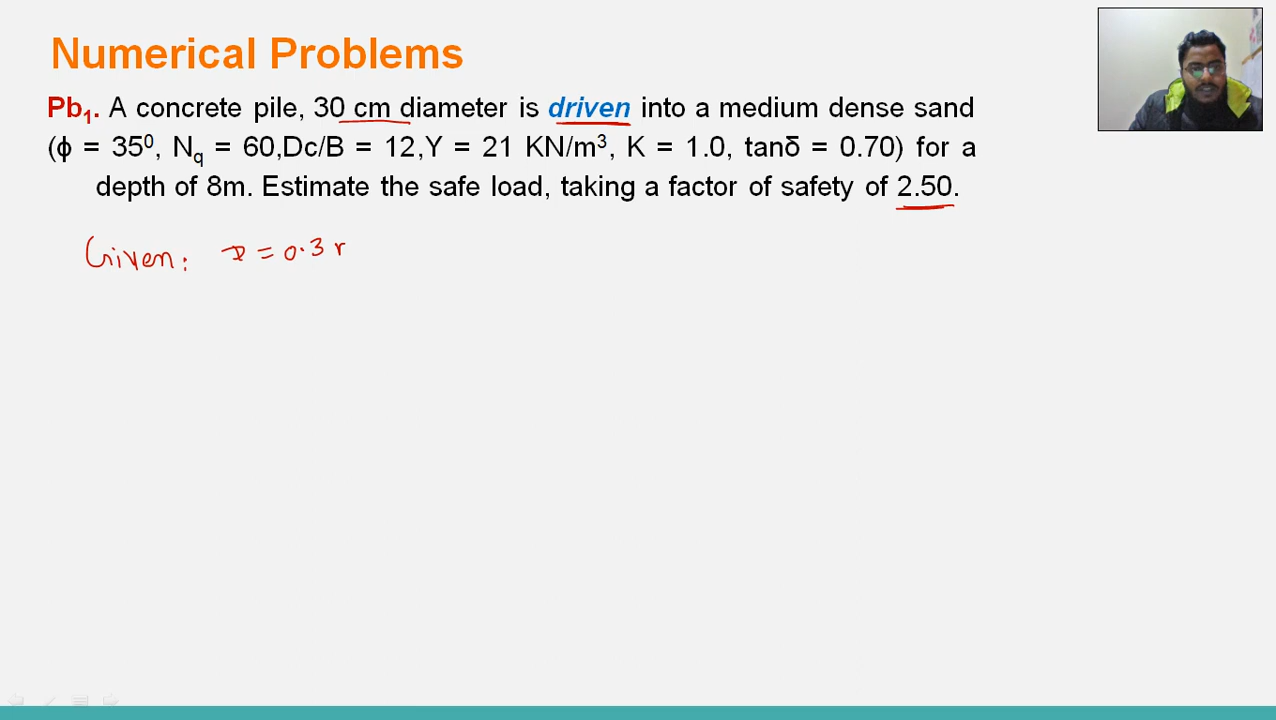 Numerical Problems
Pb1. A concrete pile, 30 cm diameter is driven into a medium dense sand
(ϕ = 35⁰, Nq = 60,Dc/B = 12,Y = 21 KN/m³, K = 1.0, tanδ = 0.70) for a
depth of 8m. Estimate the safe load, taking a factor of safety of 2.50.
Given: D = 0.3 r